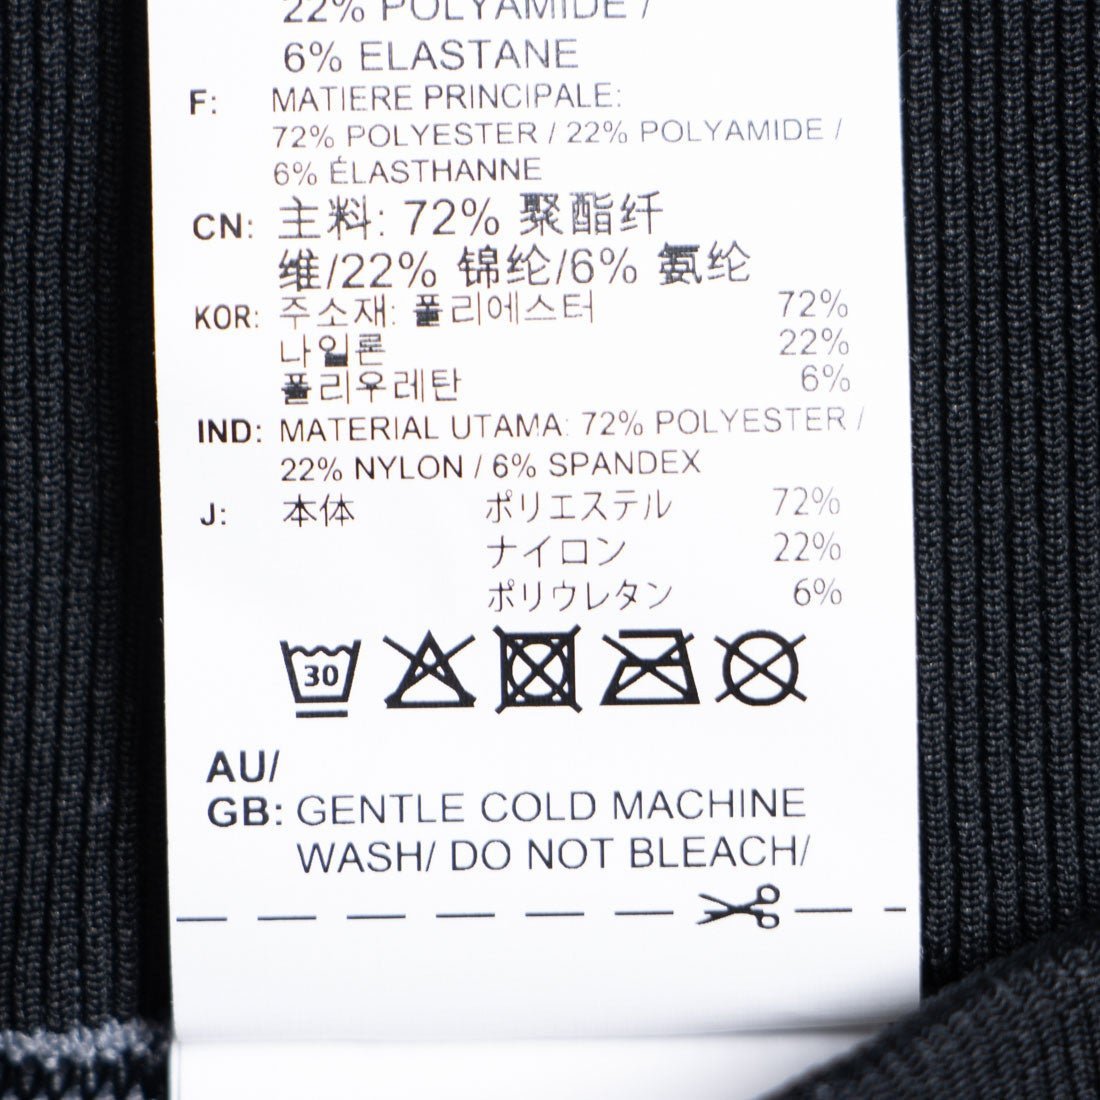 22% POLYAMIDE /
6% ELASTANE
F: MATIERE PRINCIPALE:
72% POLYESTER / 22% POLYAMIDE /
6% ÉLASTHANNE
CN: 主料: 72% 聚酯纤
维/22% 锦纶/6% 氨纶
KOR: 주소재: 폴리에스터 72%
나일론 22%
폴리우레탄 6%
IND: MATERIAL UTAMA: 72% POLYESTER /
22% NYLON / 6% SPANDEX
J: 本体 ポリエステル 72%
ナイロン 22%
ポリウレタン 6%
30
AU/
GB: GENTLE COLD MACHINE
WASH/ DO NOT BLEACH/